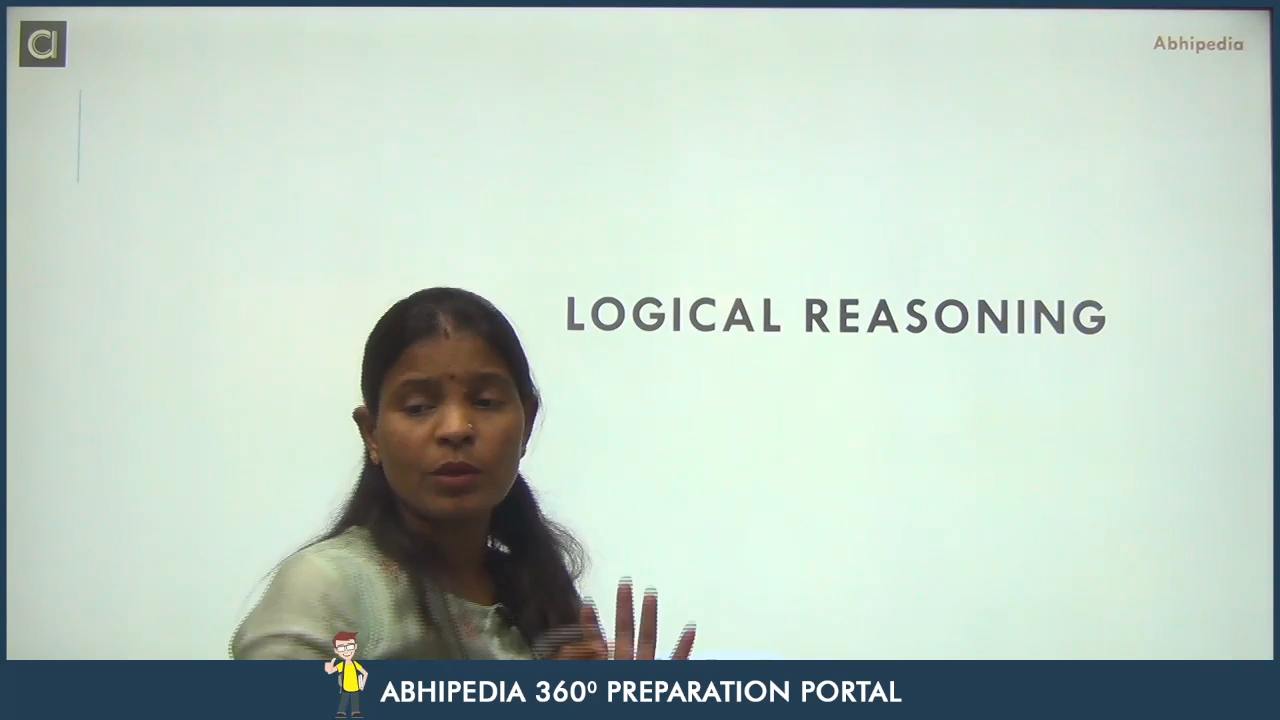 Abhipedia
LOGICAL REASONING
ABHIPEDIA 360⁰ PREPARATION PORTAL